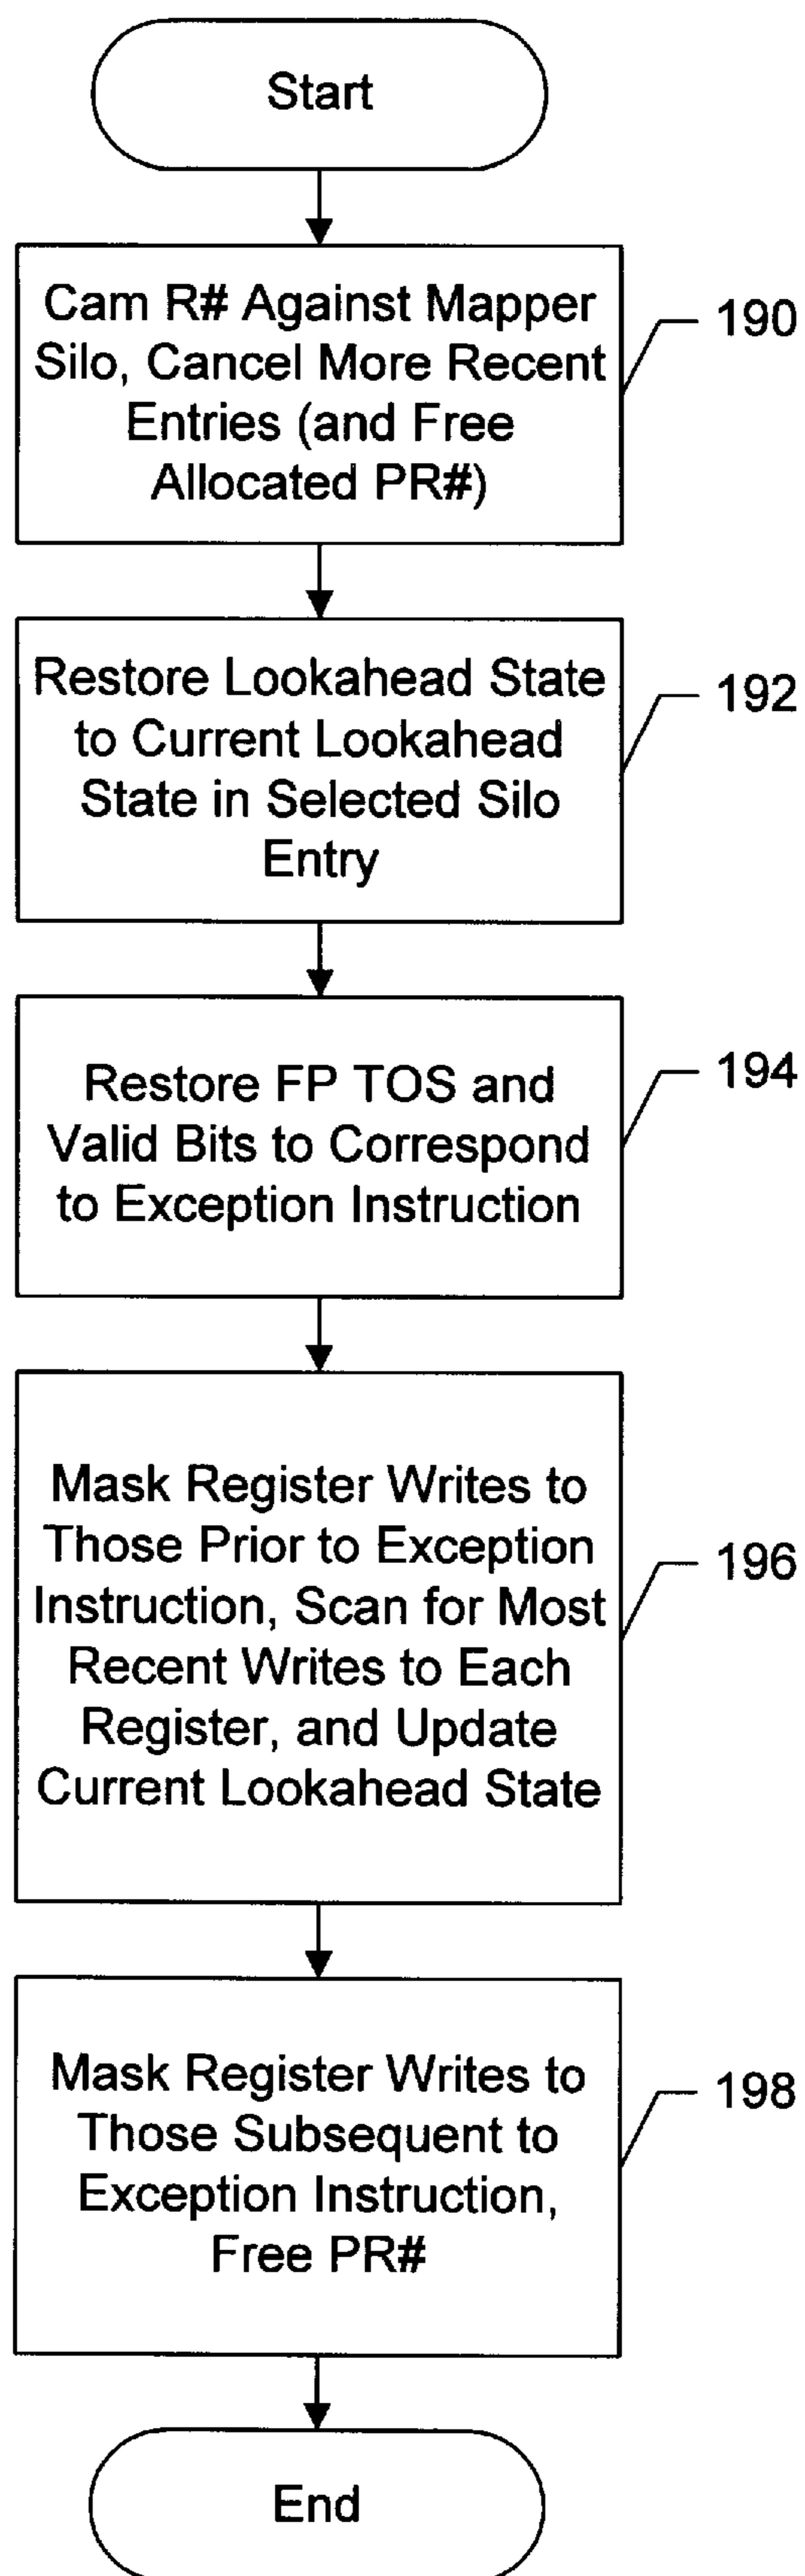 Start
Cam R# Against Mapper
Silo, Cancel More Recent
Entries (and Free
Allocated PR#)
190
Restore Lookahead State
to Current Lookahead
State in Selected Silo
Entry
192
Restore FP TOS and
Valid Bits to Correspond
to Exception Instruction
194
Mask Register Writes to
Those Prior to Exception
Instruction, Scan for Most
Recent Writes to Each
Register, and Update
Current Lookahead State
196
Mask Register Writes to
Those Subsequent to
Exception Instruction,
Free PR#
198
End